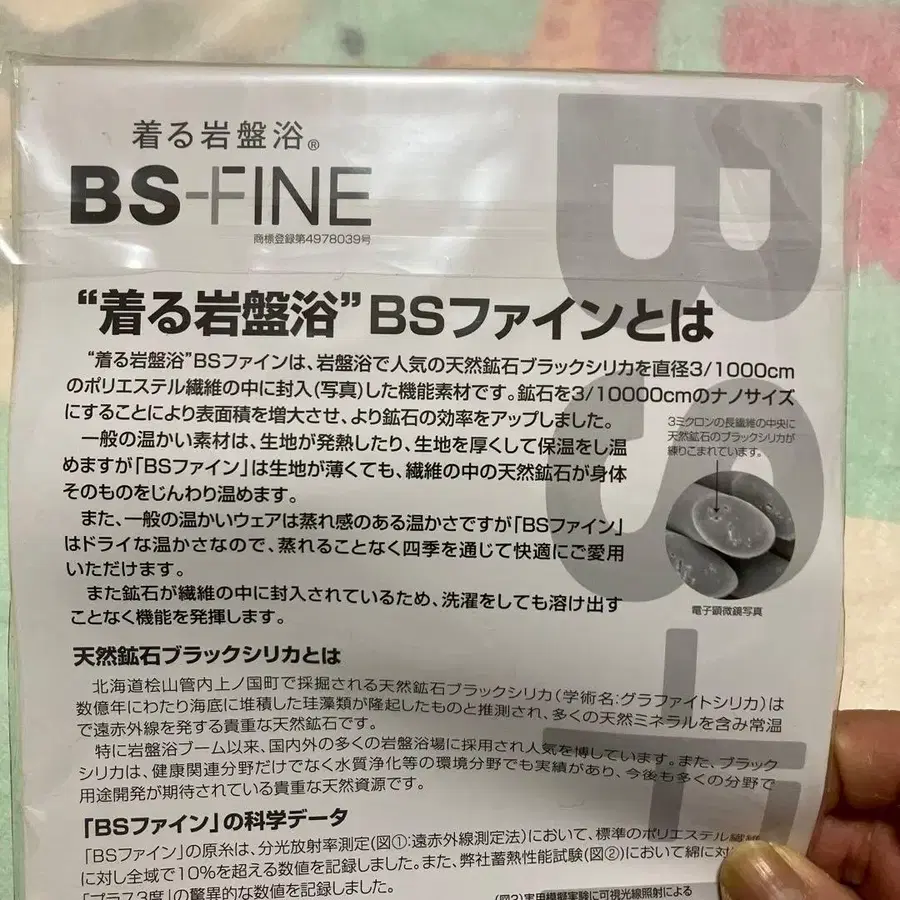 着る岩盤浴®
BS-FINE
商標登録第4978039号
BS-F
“着る岩盤浴”BSファインとは
“着る岩盤浴”BSファインは、岩盤浴で人気の天然鉱石ブラックシリカを直径3/1000cm
のポリエステル繊維の中に封入(写真)した機能素材です。鉱石を3/10000cmのナノサイズ
にすることにより表面積を増大させ、より鉱石の効率をアップしました。
一般の温かい素材は、生地が発熱したり、生地を厚くして保温をし温
めますが「BSファイン」は生地が薄くても、繊維の中の天然鉱石が身体
そのものをじんわり温めます。
また、一般の温かいウェアは蒸れ感のある温かさですが「BSファイン」
はドライな温かさなので、蒸れることなく四季を通じて快適にご愛用
いただけます。
また鉱石が繊維の中に封入されているため、洗濯をしても溶け出す
ことなく機能を発揮します。
3ミクロンの長繊維の中央に
天然鉱石のブラックシリカが
練りこまれています。
電子顕微鏡写真
天然鉱石ブラックシリカとは
北海道桧山管内上ノ国町で採掘される天然鉱石ブラックシリカ(学術名:グラファイトシリカ)は
数億年にわたり海底に堆積した珪藻類が隆起したものと推測され、多くの天然ミネラルを含み常温
で遠赤外線を発する貴重な天然鉱石です。
特に岩盤浴ブーム以来、国内外の多くの岩盤浴場に採用され人気を博しています。また、ブラック
シリカは、健康関連分野だけでなく水質浄化等の環境分野でも実績があり、今後も多くの分野で
用途開発が期待されている貴重な天然資源です。
「BSファイン」の科学データ
「BSファイン」の原糸は、分光放射率測定(図①:遠赤外線測定法)において、標準のポリエステル繊維
に対し全域で10%を超える数値を記録しました。また、弊社蓄熱性能試験(図②)において綿に対
「プラス3度」の驚異的な数値を記録しました。
(図2)実用模擬実験に可視光線照射による